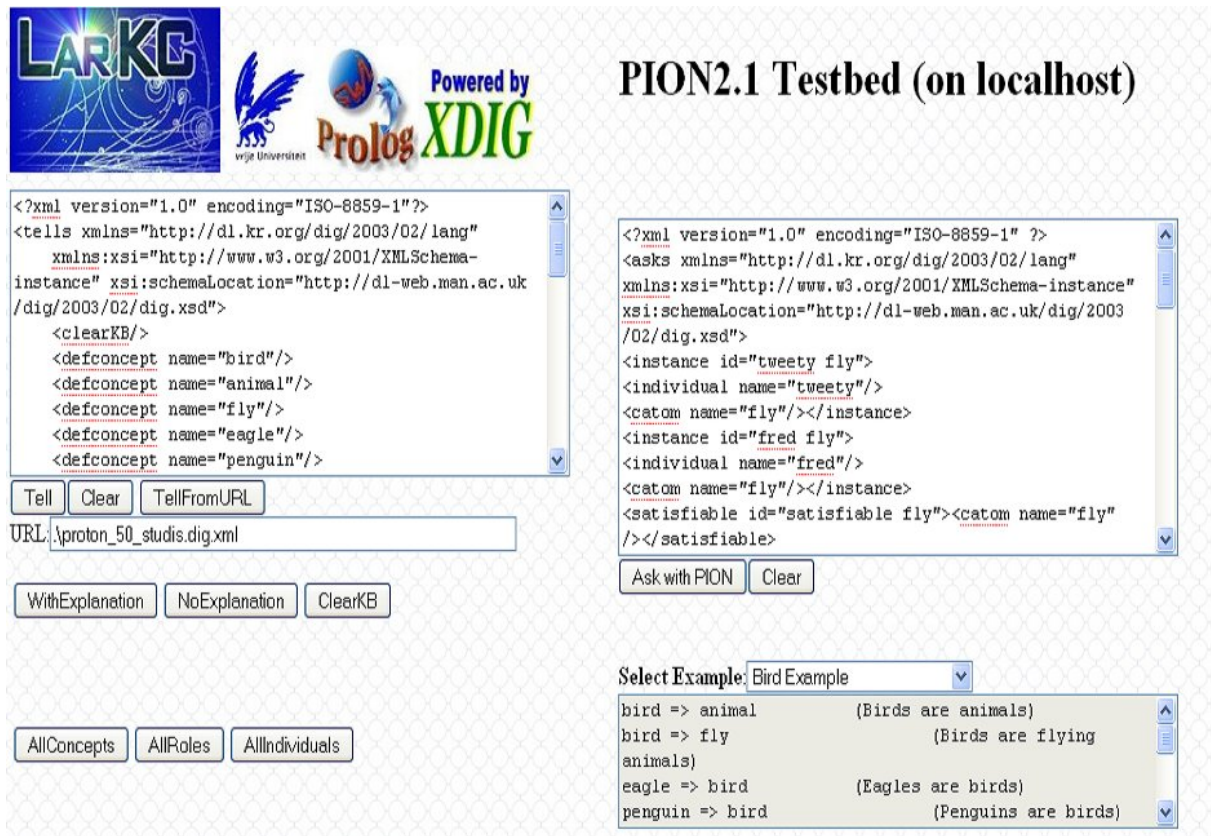 LARKC
vrije Universiteit
Prolog
Powered by
XDIG
PION2.1 Testbed (on localhost)
<?xml version="1.0" encoding="ISO-8859-1"?>
<tells xmlns="http://dl.kr.org/dig/2003/02/lang"
xmlns:xsi="http://www.w3.org/2001/XMLSchema-
instance" xsi:schemaLocation="http://dl-web.man.ac.uk
/dig/2003/02/dig.xsd">
<clearKB/>
<defconcept name="bird"/>
<defconcept name="animal"/>
<defconcept name="fly"/>
<defconcept name="eagle"/>
<defconcept name="penguin"/>
Tell Clear TellFromURL
URL: .\proton_50_studis.dig.xml
WithExplanation NoExplanation ClearKB
AllConcepts AllRoles AllIndividuals
<?xml version="1.0" encoding="ISO-8859-1" ?>
<asks xmlns="http://dl.kr.org/dig/2003/02/lang"
xmlns:xsi="http://www.w3.org/2001/XMLSchema-instance"
xsi:schemaLocation="http://dl-web.man.ac.uk/dig/2003
/02/dig.xsd">
<instance id="tweety fly">
<individual name="tweety"/>
<catom name="fly"/></instance>
<instance id="fred fly">
<individual name="fred"/>
<catom name="fly"/></instance>
<satisfiable id="satisfiable fly"><catom name="fly"
/></satisfiable>
Ask with PION Clear
Select Example: Bird Example
bird => animal (Birds are animals)
bird => fly (Birds are flying
animals)
eagle => bird (Eagles are birds)
penguin => bird (Penguins are birds)